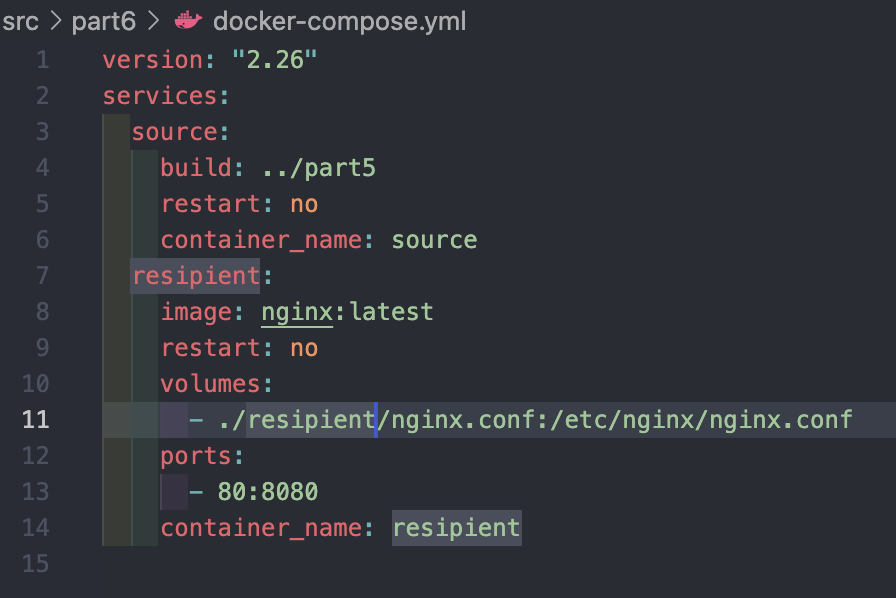 src > part6 > docker-compose.yml
1 version: "2.26"
2 services:
3   source:
4     build: ../part5
5     restart: no
6     container_name: source
7   resipient:
8     image: nginx:latest
9     restart: no
10     volumes:
11       - ./resipient/nginx.conf:/etc/nginx/nginx.conf
12     ports:
13       - 80:8080
14     container_name: resipient
15